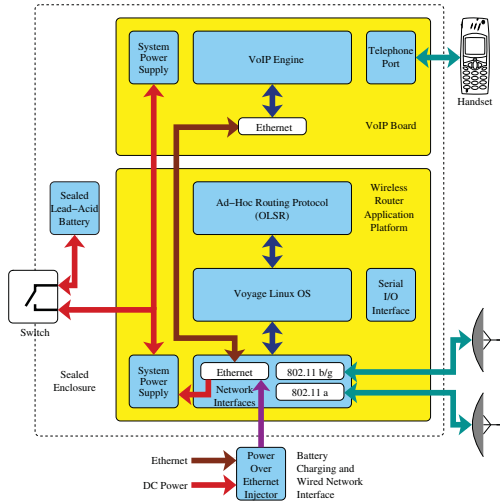 System
Power
Supply
VoIP Engine
Telephone
Port
Handset
Ethernet
VoIP Board
Sealed
Lead-Acid
Battery
Ad-Hoc Routing Protocol
(OLSR)
Wireless
Router
Application
Platform
Voyage Linux OS
Serial
I/O
Interface
Switch
Sealed
Enclosure
System
Power
Supply
Ethernet
802.11 b/g
Network
Interfaces
802.11 a
Ethernet
DC Power
Power
Over
Ethernet
Injector
Battery
Charging and
Wired Network
Interface